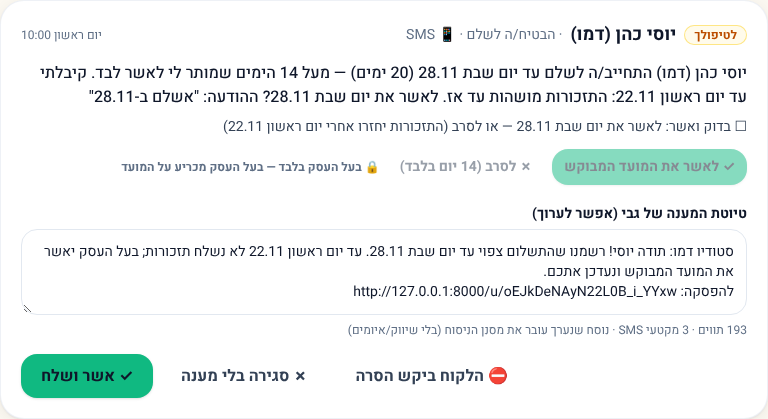 לטיפולך יוסי כהן (דמו) · הבטיח/ה לשלם · 📱 SMS יום ראשון 10:00
יוסי כהן (דמו) התחייב/ה לשלם עד יום שבת 28.11 (20 ימים) — מעל 14 הימים שמותר לי לאשר לבד. קיבלתי
עד יום ראשון 22.11: התזכורות מושהות עד אז. לאשר את יום שבת 28.11? ההודעה: "אשלם ב-28.11"
☐ בדוק ואשר: לאשר את יום שבת 28.11 — או לסרב (התזכורות יחזרו אחרי יום ראשון 22.11)
✓ לאשר את המועד המבוקש × לסרב (14 יום בלבד) 🔒 בעל העסק בלבד — בעל העסק מכריע על המועד
טיוטת המענה של גבי (אפשר לערוך)
סטודיו דמו: תודה יוסי! רשמנו שהתשלום צפוי עד יום שבת 28.11. עד יום ראשון 22.11 לא נשלח תזכורות; בעל העסק יאשר
את המועד המבוקש ונעדכן אתכם.
להפסקה: http://127.0.0.1:8000/u/oEJkDeNAyN22L0B_i_YYxw
193 תווים · 3 מקטעי SMS · נוסח שנערך עובר את מסנן הניסוח (בלי שיווק/איומים)
⛔ הלקוח ביקש הסרה × סגירה בלי מענה ✓ אשר ושלח